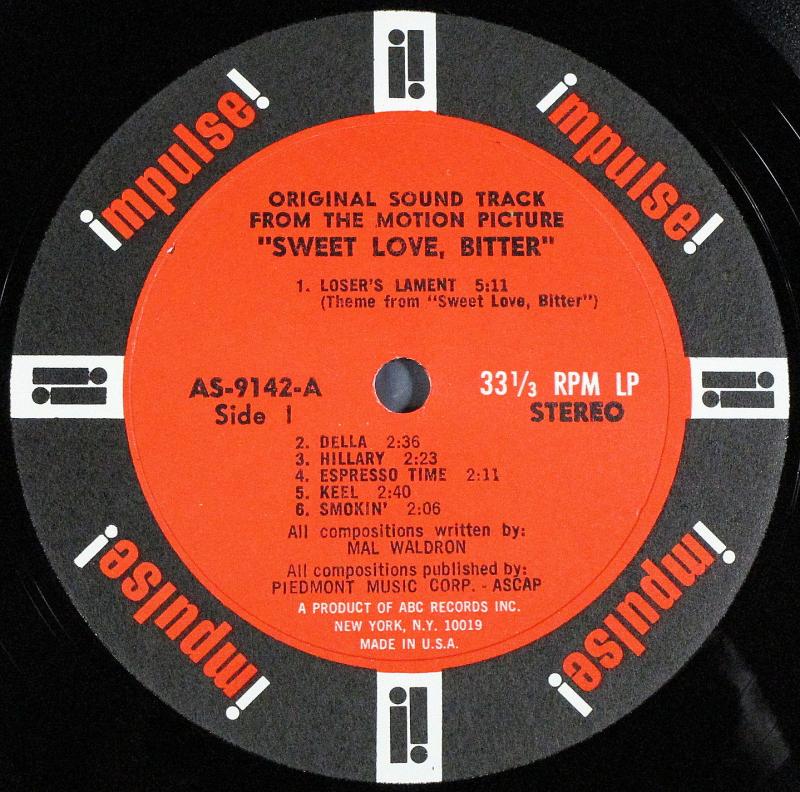 impulse!
impulse!
ORIGINAL SOUND TRACK
FROM THE MOTION PICTURE
"SWEET LOVE, BITTER"
1. LOSER'S LAMENT 5:11
(Theme from "Sweet Love, Bitter")
AS-9142-A
Side 1
33 1/3 RPM LP
STEREO
2. DELLA 2:36
3. HILLARY 2:23
4. ESPRESSO TIME 2:11
5. KEEL 2:40
6. SMOKIN' 2:06
All compositions written by:
MAL WALDRON
All compositions published by:
PIEDMONT MUSIC CORP. - ASCAP
A PRODUCT OF ABC RECORDS INC.
NEW YORK, N.Y. 10019
MADE IN U.S.A.
impulse!
impulse!